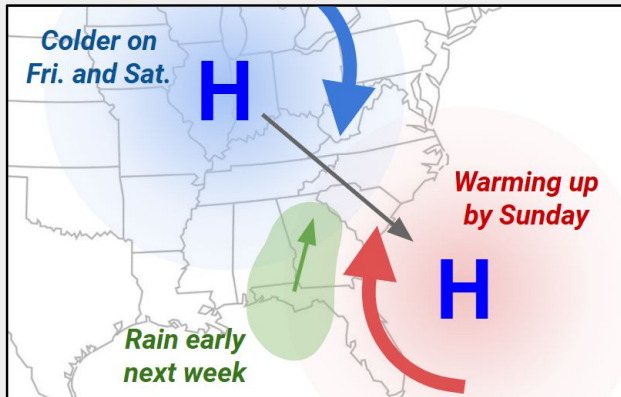 Colder on
Fri. and Sat.
H
Warming up
by Sunday
H
Rain early
next week